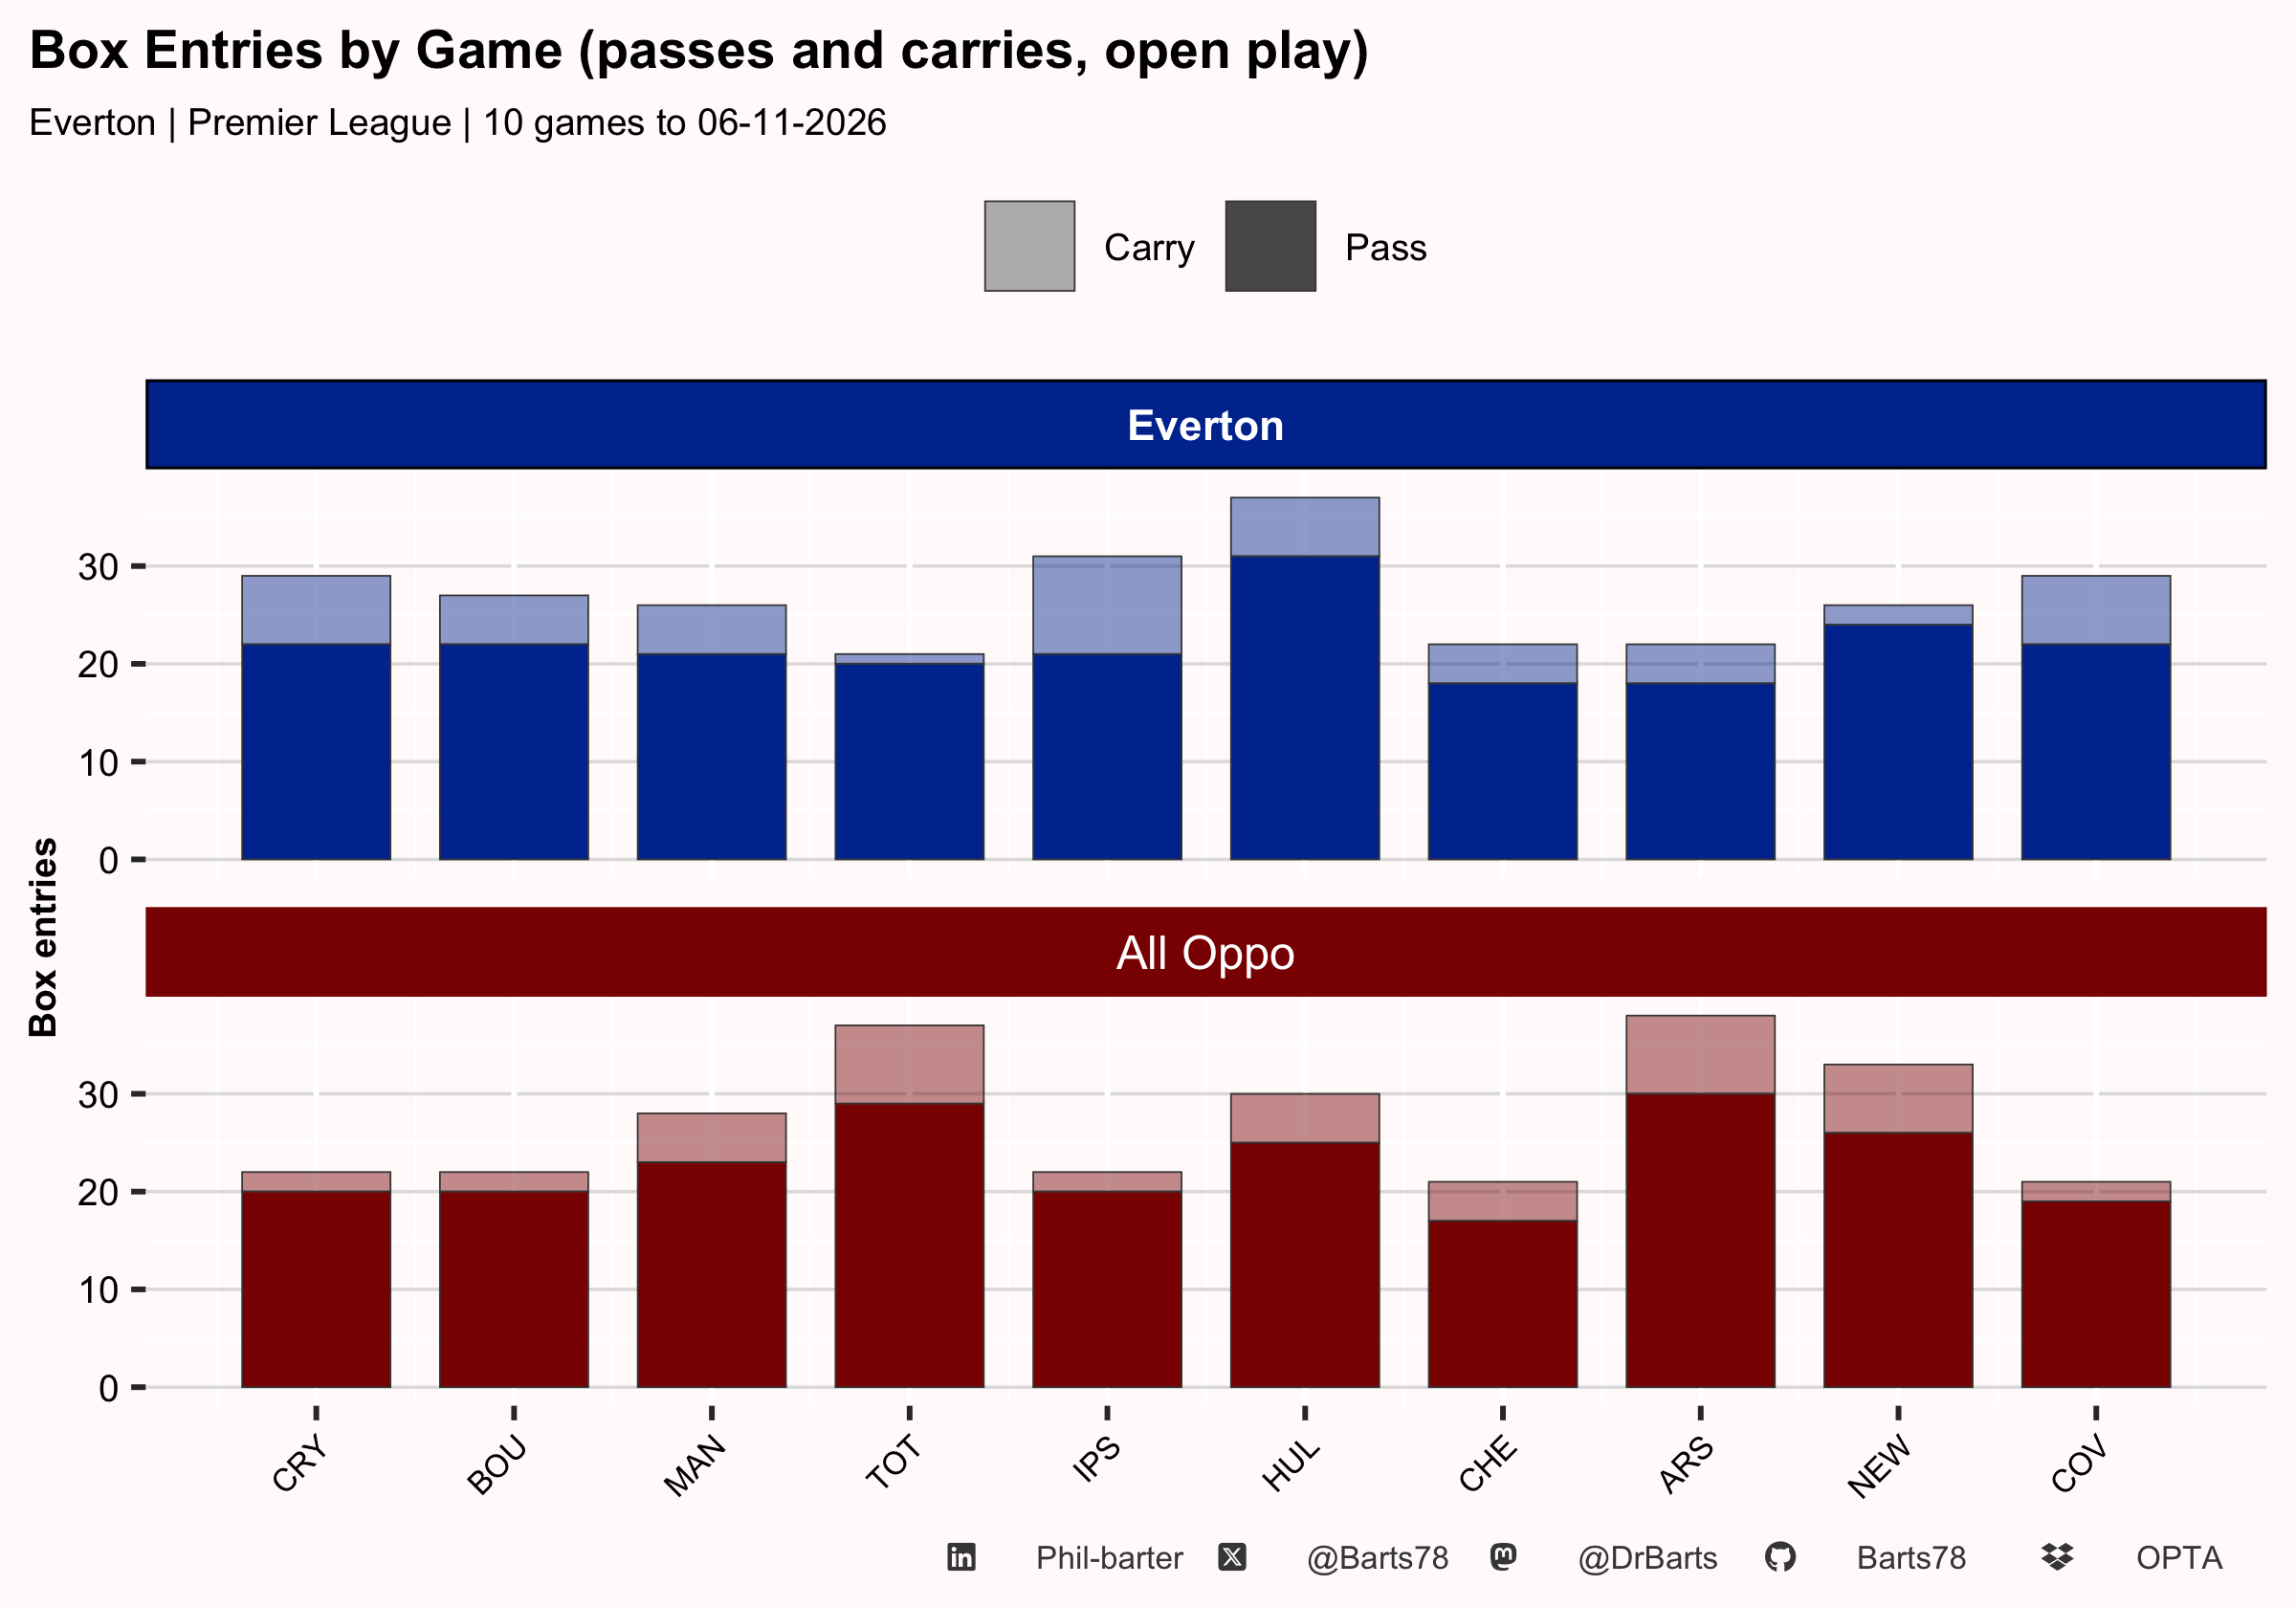 Box Entries by Game (passes and carries, open play)
Everton | Premier League | 10 games to 06-11-2026
Carry Pass
Everton
30
20
10
0
Box entries
All Oppo
30
20
10
0
CRY BOU MAN TOT IPS HUL CHE ARS NEW COV
Phil-barter @Barts78 @DrBarts Barts78 OPTA